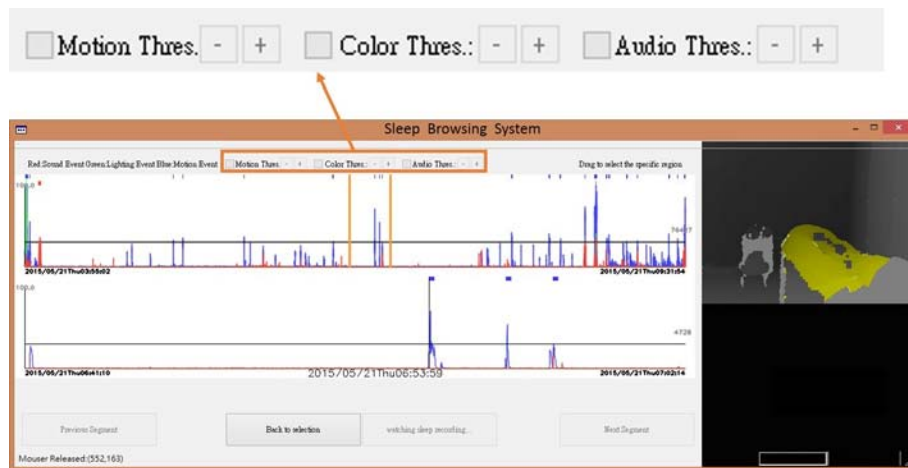 Motion Thres. - + Color Thres.: - + Audio Thres.: - +
Sleep Browsing System
Red:Sound Event Green:Lighting Event Blue:Motion Event Motion Thres. - + Color Thres.: - + Audio Thres.: - + Drag to select the specific region
100.0
2015/05/21Thu03:55:02 2015/05/21Thu09:31:54
100.0
4728
2015/05/21Thu06:41:10 2015/05/21Thu06:53:59 2015/05/21Thu07:02:14
Previous Segment Back to selection watching sleep recording... Next Segment
Mouser Released:(552,163)